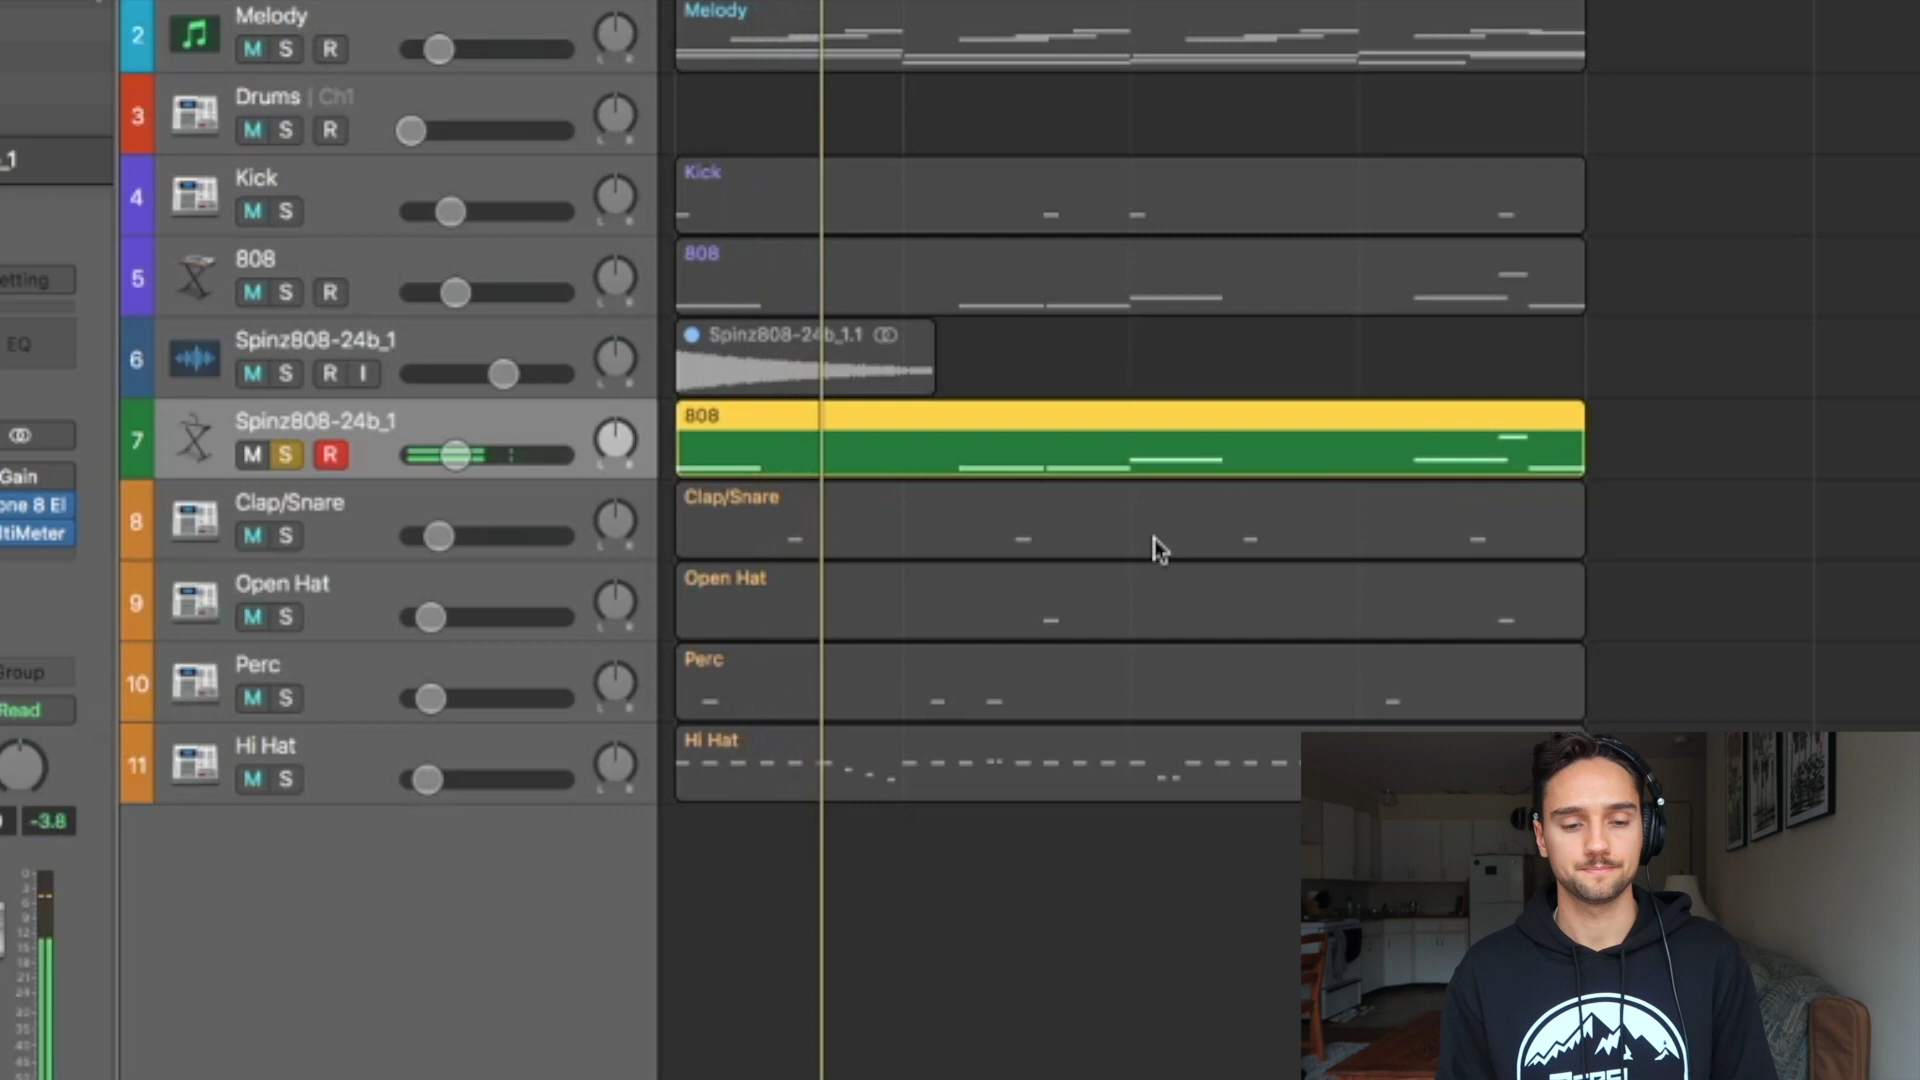 2
Melody
M S R
3
Drums | Ch1
M S R
4
Kick
M S
5
808
M S R
6
Spinz808-24b_1
M S R I
7
Spinz808-24b_1
M S R
8
Clap/Snare
M S
9
Open Hat
M S
10
Perc
M S
11
Hi Hat
M S
Melody
Kick
808
Spinz808-24b_1.1
808
Clap/Snare
Open Hat
Perc
Hi Hat
_1
etting
EQ
Gain
one 8 El
ltiMeter
Group
Read
-3.8